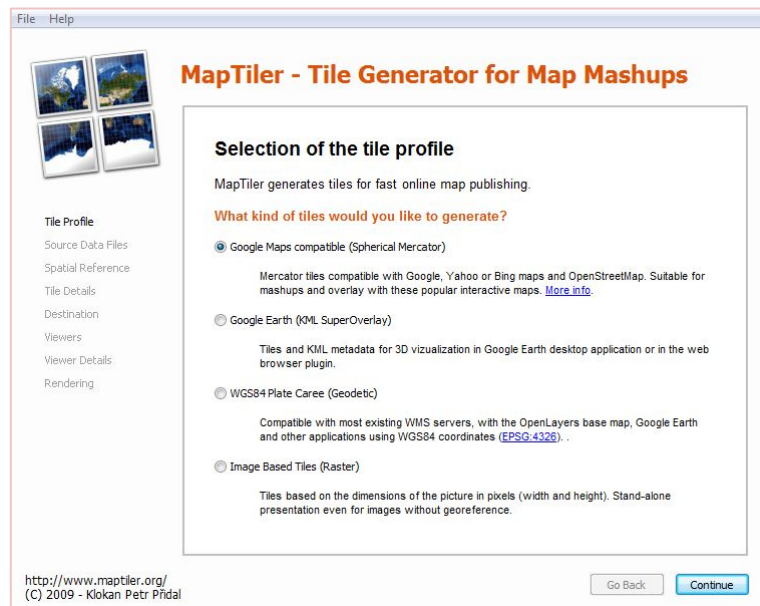 File Help
MapTiler - Tile Generator for Map Mashups
Tile Profile
Source Data Files
Spatial Reference
Tile Details
Destination
Viewers
Viewer Details
Rendering
Selection of the tile profile
MapTiler generates tiles for fast online map publishing.
What kind of tiles would you like to generate?
Google Maps compatible (Spherical Mercator)
Mercator tiles compatible with Google, Yahoo or Bing maps and OpenStreetMap. Suitable for
mashups and overlay with these popular interactive maps. More info.
Google Earth (KML SuperOverlay)
Tiles and KML metadata for 3D vizualization in Google Earth desktop application or in the web
browser plugin.
WGS84 Plate Caree (Geodetic)
Compatible with most existing WMS servers, with the OpenLayers base map, Google Earth
and other applications using WGS84 coordinates (EPSG:4326). .
Image Based Tiles (Raster)
Tiles based on the dimensions of the picture in pixels (width and height). Stand-alone
presentation even for images without georeference.
http://www.maptiler.org/
(C) 2009 - Klokan Petr Přidal
Go Back Continue